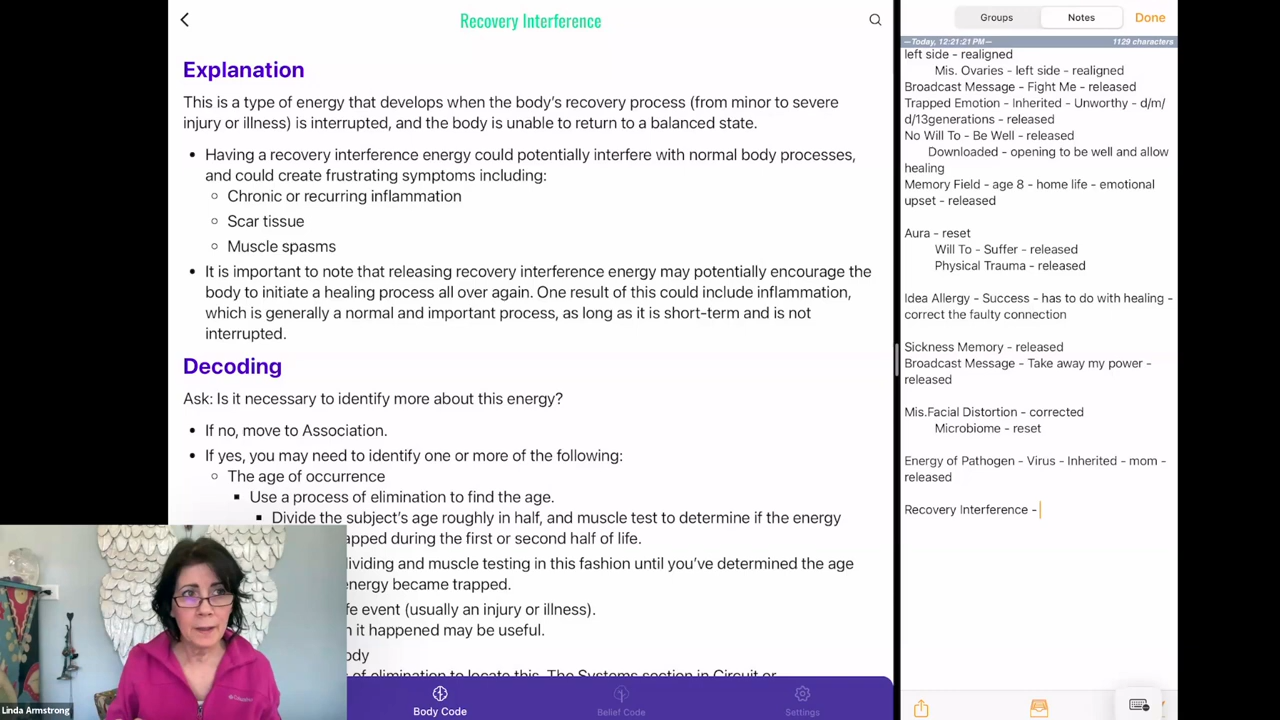 Recovery Interference
Explanation
This is a type of energy that develops when the body's recovery process (from minor to severe
injury or illness) is interrupted, and the body is unable to return to a balanced state.
• Having a recovery interference energy could potentially interfere with normal body processes,
and could create frustrating symptoms including:
Chronic or recurring inflammation
Scar tissue
Muscle spasms
• It is important to note that releasing recovery interference energy may potentially encourage the
body to initiate a healing process all over again. One result of this could include inflammation,
which is generally a normal and important process, as long as it is short-term and is not
interrupted.
Decoding
Ask: Is it necessary to identify more about this energy?
• If no, move to Association.
• If yes, you may need to identify one or more of the following:
The age of occurrence
Use a process of elimination to find the age.
Divide the subject's age roughly in half, and muscle test to determine if the energy
apped during the first or second half of life.
ividing and muscle testing in this fashion until you've determined the age
nergy became trapped.
fe event (usually an injury or illness).
n it happened may be useful.
ody
of elimination to locate this. The Systems section in Circuit or
Body Code
Belief Code
Settings
Linda Armstrong
Groups
Notes
Done
—Today, 12:21:21 PM—
1129 characters
left side - realigned
Mis. Ovaries - left side - realigned
Broadcast Message - Fight Me - released
Trapped Emotion - Inherited - Unworthy - d/m/
d/13generations - released
No Will To - Be Well - released
Downloaded - opening to be well and allow
healing
Memory Field - age 8 - home life - emotional
upset - released
Aura - reset
Will To - Suffer - released
Physical Trauma - released
Idea Allergy - Success - has to do with healing -
correct the faulty connection
Sickness Memory - released
Broadcast Message - Take away my power -
released
Mis.Facial Distortion - corrected
Microbiome - reset
Energy of Pathogen - Virus - Inherited - mom -
released
Recovery Interference -